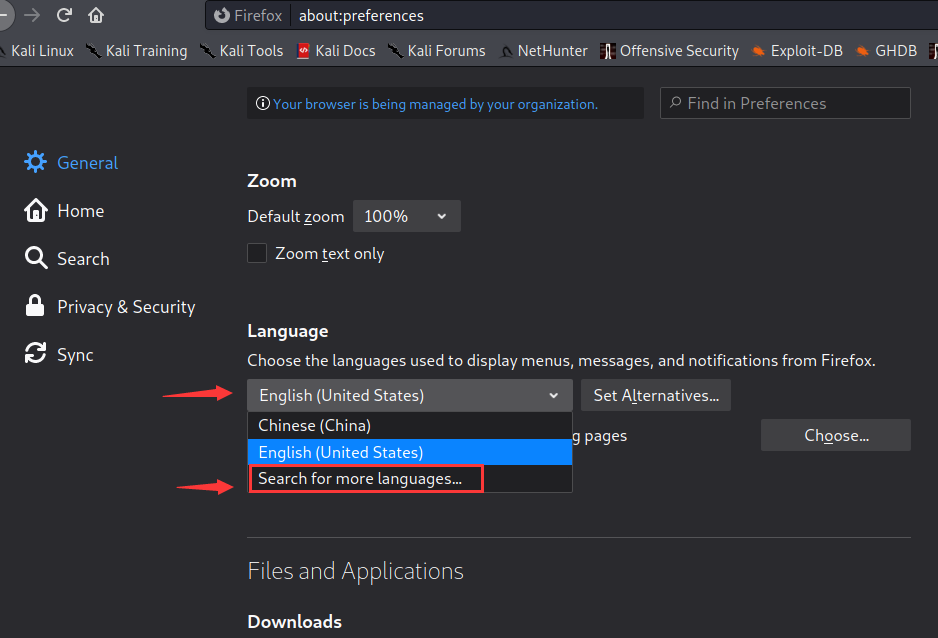 Firefox about:preferences
Kali Linux Kali Training Kali Tools Kali Docs Kali Forums NetHunter Offensive Security Exploit-DB GHDB
Your browser is being managed by your organization.
Find in Preferences
General
Home
Search
Privacy & Security
Sync
Zoom
Default zoom 100%
Zoom text only
Language
Choose the languages used to display menus, messages, and notifications from Firefox.
English (United States) Set Alternatives...
Chinese (China)
g pages Choose...
English (United States)
Search for more languages...
Files and Applications
Downloads